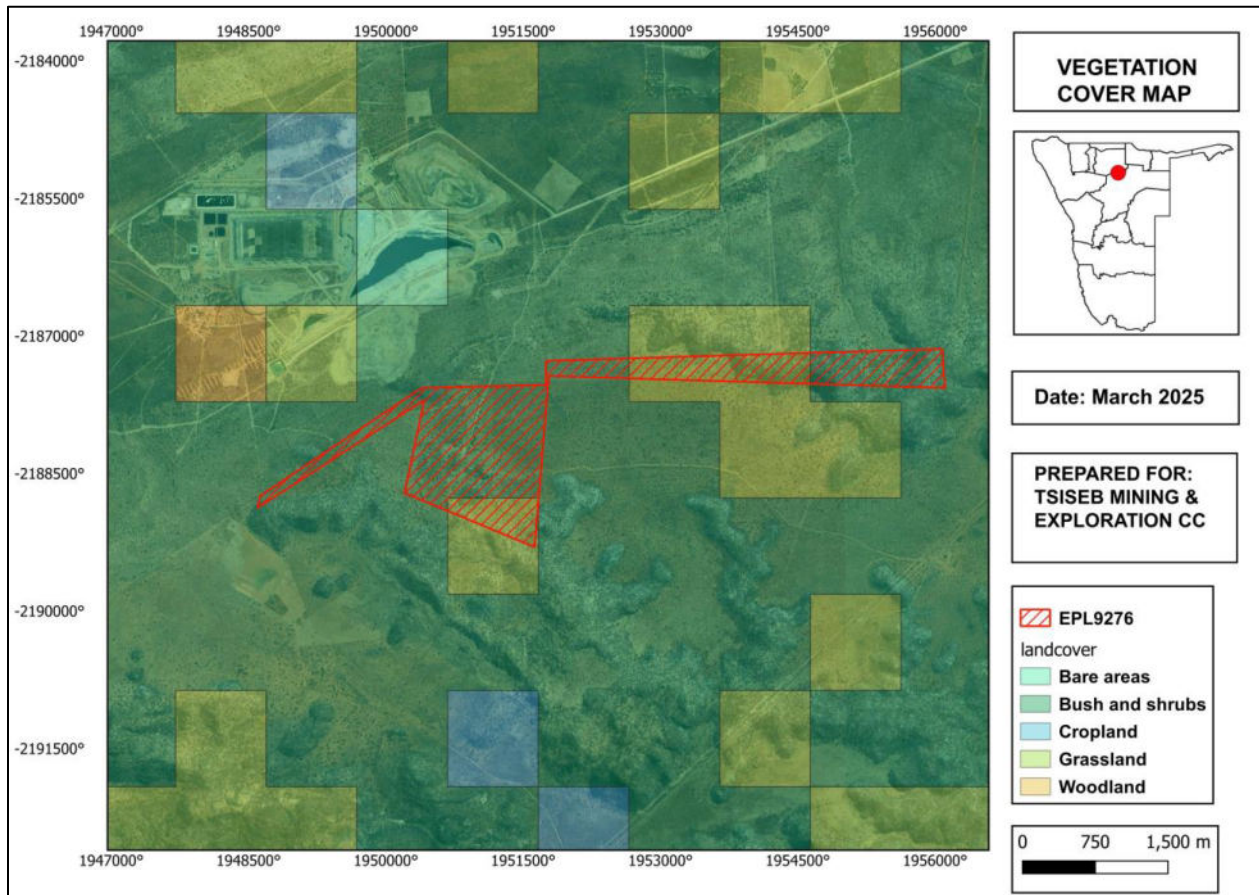 1947000° 1948500° 1950000° 1951500° 1953000° 1954500° 1956000°
-2184000°
-2185500°
-2187000°
-2188500°
-2190000°
-2191500°
1947000° 1948500° 1950000° 1951500° 1953000° 1954500° 1956000°
VEGETATION
COVER MAP
Date: March 2025
PREPARED FOR:
TSISEB MINING &
EXPLORATION CC
EPL9276
landcover
Bare areas
Bush and shrubs
Cropland
Grassland
Woodland
0 750 1,500 m